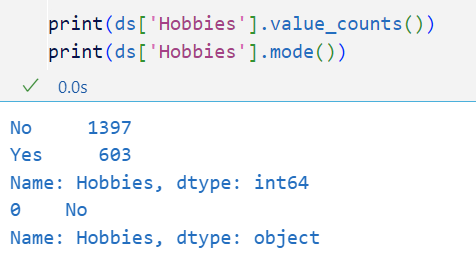 print(ds['Hobbies'].value_counts())
print(ds['Hobbies'].mode())
0.0s
No     1397
Yes     603
Name: Hobbies, dtype: int64
0    No
Name: Hobbies, dtype: object